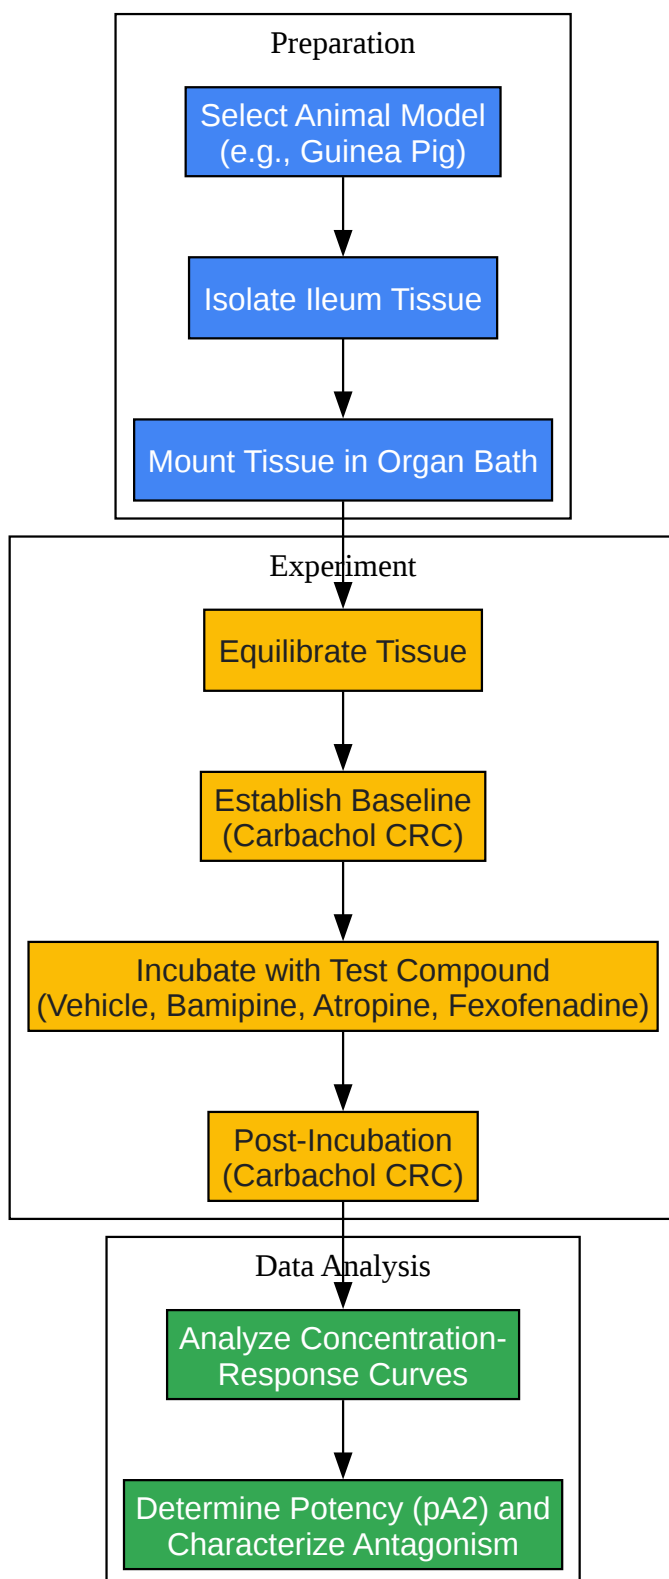 Preparation
Select Animal Model
(e.g., Guinea Pig)
Isolate Ileum Tissue
Mount Tissue in Organ Bath
Experiment
Equilibrate Tissue
Establish Baseline
(Carbachol CRC)
Incubate with Test Compound
(Vehicle, Bamipine, Atropine, Fexofenadine)
Post-Incubation
(Carbachol CRC)
Data Analysis
Analyze Concentration-
Response Curves
Determine Potency (pA2) and
Characterize Antagonism